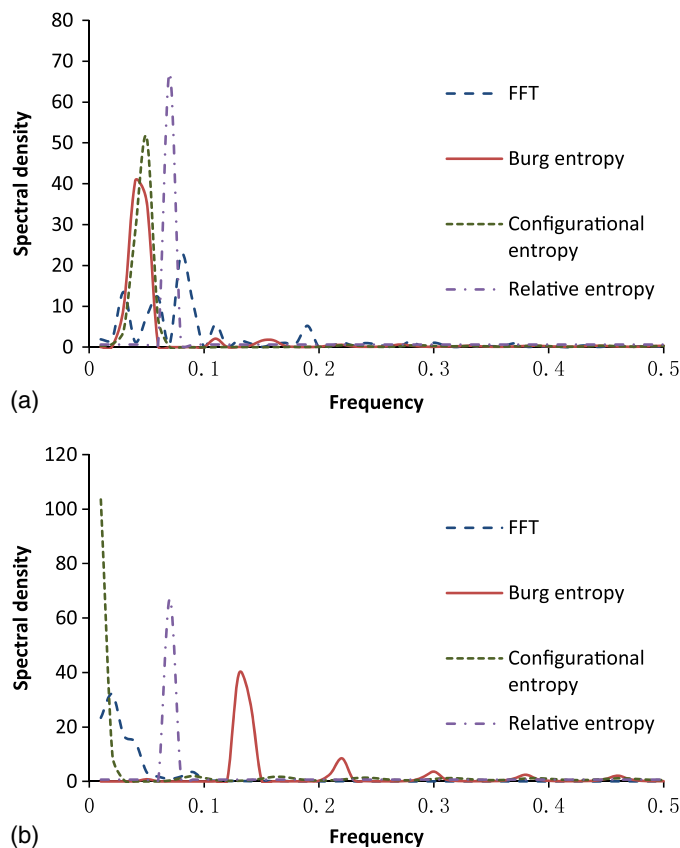 80
70
60
50
40
30
20
10
0
Spectral density
FFT
Burg entropy
Configurational
entropy
Relative entropy
0
0.1
0.2
0.3
0.4
0.5
Frequency
(a)
120
100
80
60
40
20
0
Spectral density
FFT
Burg entropy
Configurational
entropy
Relative entropy
0
0.1
0.2
0.3
0.4
0.5
Frequency
(b)